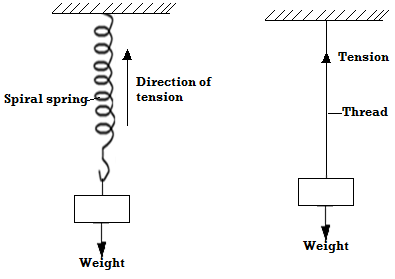 Spiral spring
Direction of
tension
Weight
Tension
Thread
Weight